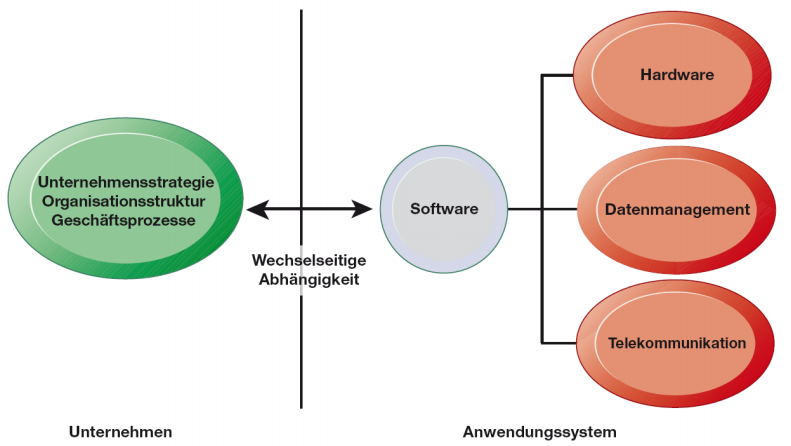 Unternehmensstrategie
Organisationsstruktur
Geschäftsprozesse
Wechselseitige
Abhängigkeit
Software
Hardware
Datenmanagement
Telekommunikation
Unternehmen
Anwendungssystem